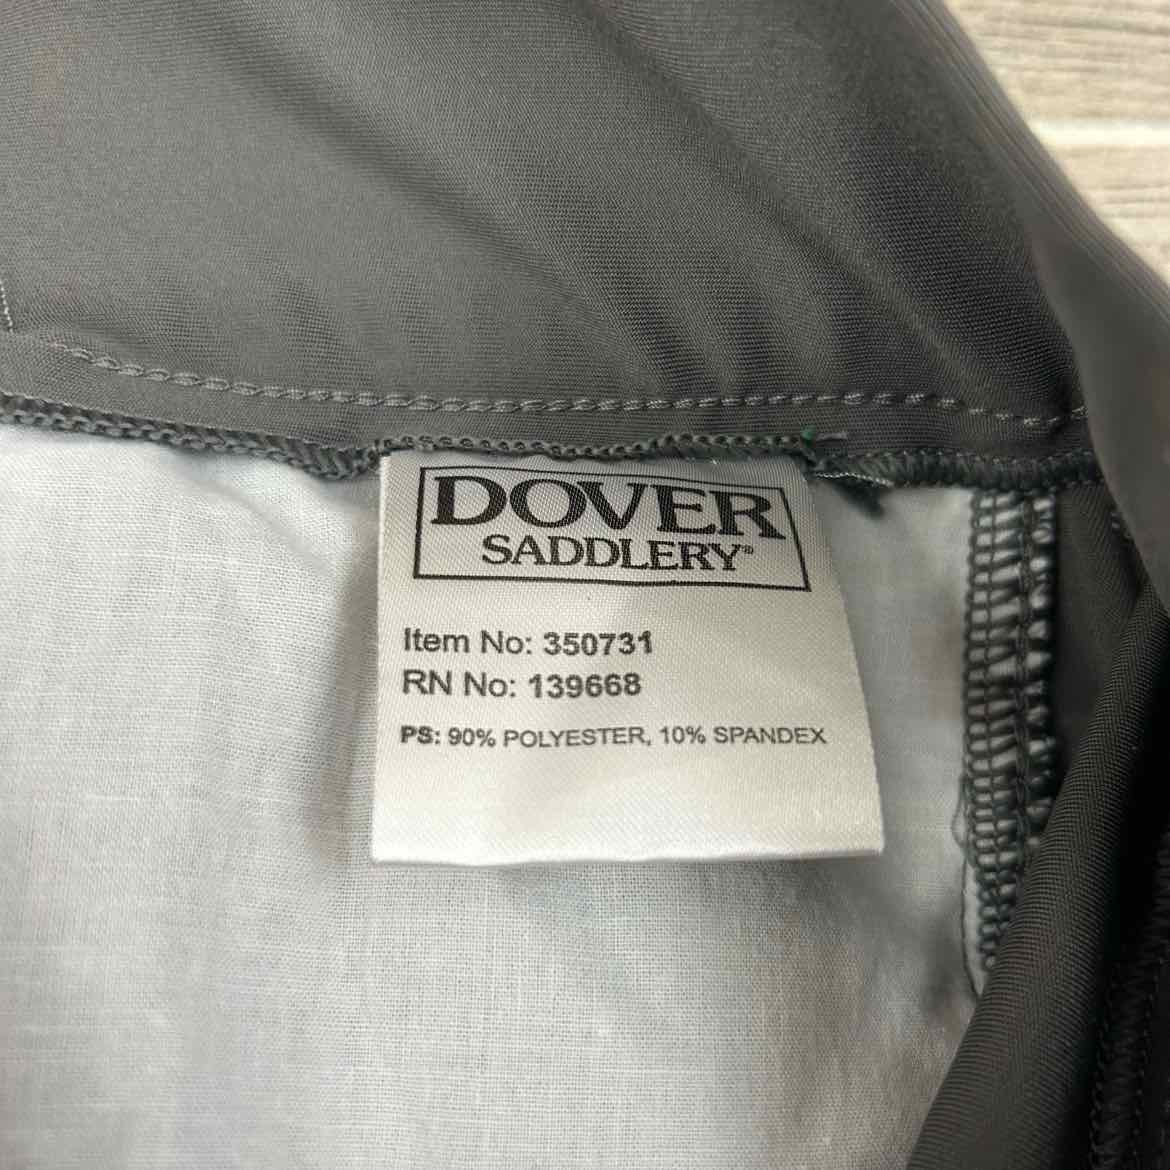 DOVER
SADDLERY®
Item No: 350731
RN No: 139668
PS: 90% POLYESTER, 10% SPANDEX